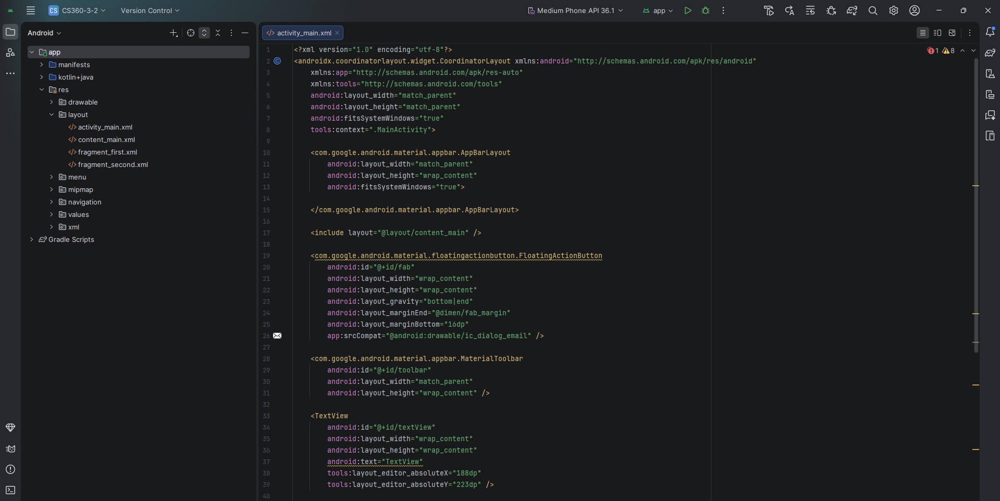 CS CS360-3-2 Version Control Medium Phone API 36.1 app
Android
app
manifests
kotlin+java
res
drawable
layout
activity_main.xml
content_main.xml
fragment_first.xml
fragment_second.xml
menu
mipmap
navigation
values
xml
Gradle Scripts
activity_main.xml
1 8
1 <?xml version="1.0" encoding="utf-8"?>
2 <androidx.coordinatorlayout.widget.CoordinatorLayout xmlns:android="http://schemas.android.com/apk/res/android"
3 xmlns:app="http://schemas.android.com/apk/res-auto"
4 xmlns:tools="http://schemas.android.com/tools"
5 android:layout_width="match_parent"
6 android:layout_height="match_parent"
7 android:fitsSystemWindows="true"
8 tools:context=".MainActivity">
9
10 <com.google.android.material.appbar.AppBarLayout
11 android:layout_width="match_parent"
12 android:layout_height="wrap_content"
13 android:fitsSystemWindows="true">
14
15 </com.google.android.material.appbar.AppBarLayout>
16
17 <include layout="@layout/content_main" />
18
19 <com.google.android.material.floatingactionbutton.FloatingActionButton
20 android:id="@+id/fab"
21 android:layout_width="wrap_content"
22 android:layout_height="wrap_content"
23 android:layout_gravity="bottom|end"
24 android:layout_marginEnd="@dimen/fab_margin"
25 android:layout_marginBottom="16dp"
26 app:srcCompat="@android:drawable/ic_dialog_email" />
27
28 <com.google.android.material.appbar.MaterialToolbar
29 android:id="@+id/toolbar"
30 android:layout_width="match_parent"
31 android:layout_height="wrap_content" />
32
33 <TextView
34 android:id="@+id/textView"
35 android:layout_width="wrap_content"
36 android:layout_height="wrap_content"
37 android:text="TextView"
38 tools:layout_editor_absoluteX="188dp"
39 tools:layout_editor_absoluteY="223dp" />
40